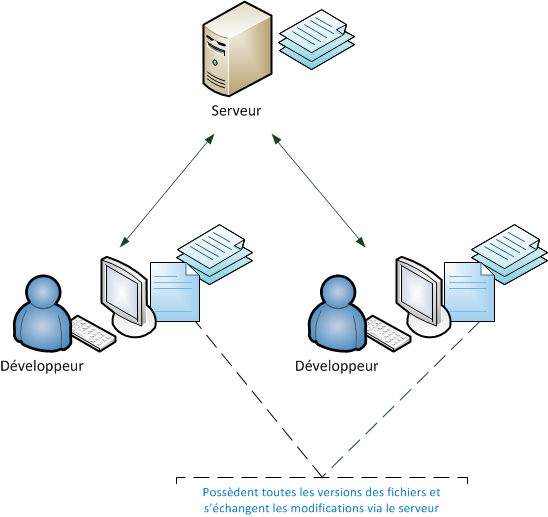 Serveur
Développeur
Développeur
Possèdent toutes les versions des fichiers et
s'échangent les modifications via le serveur